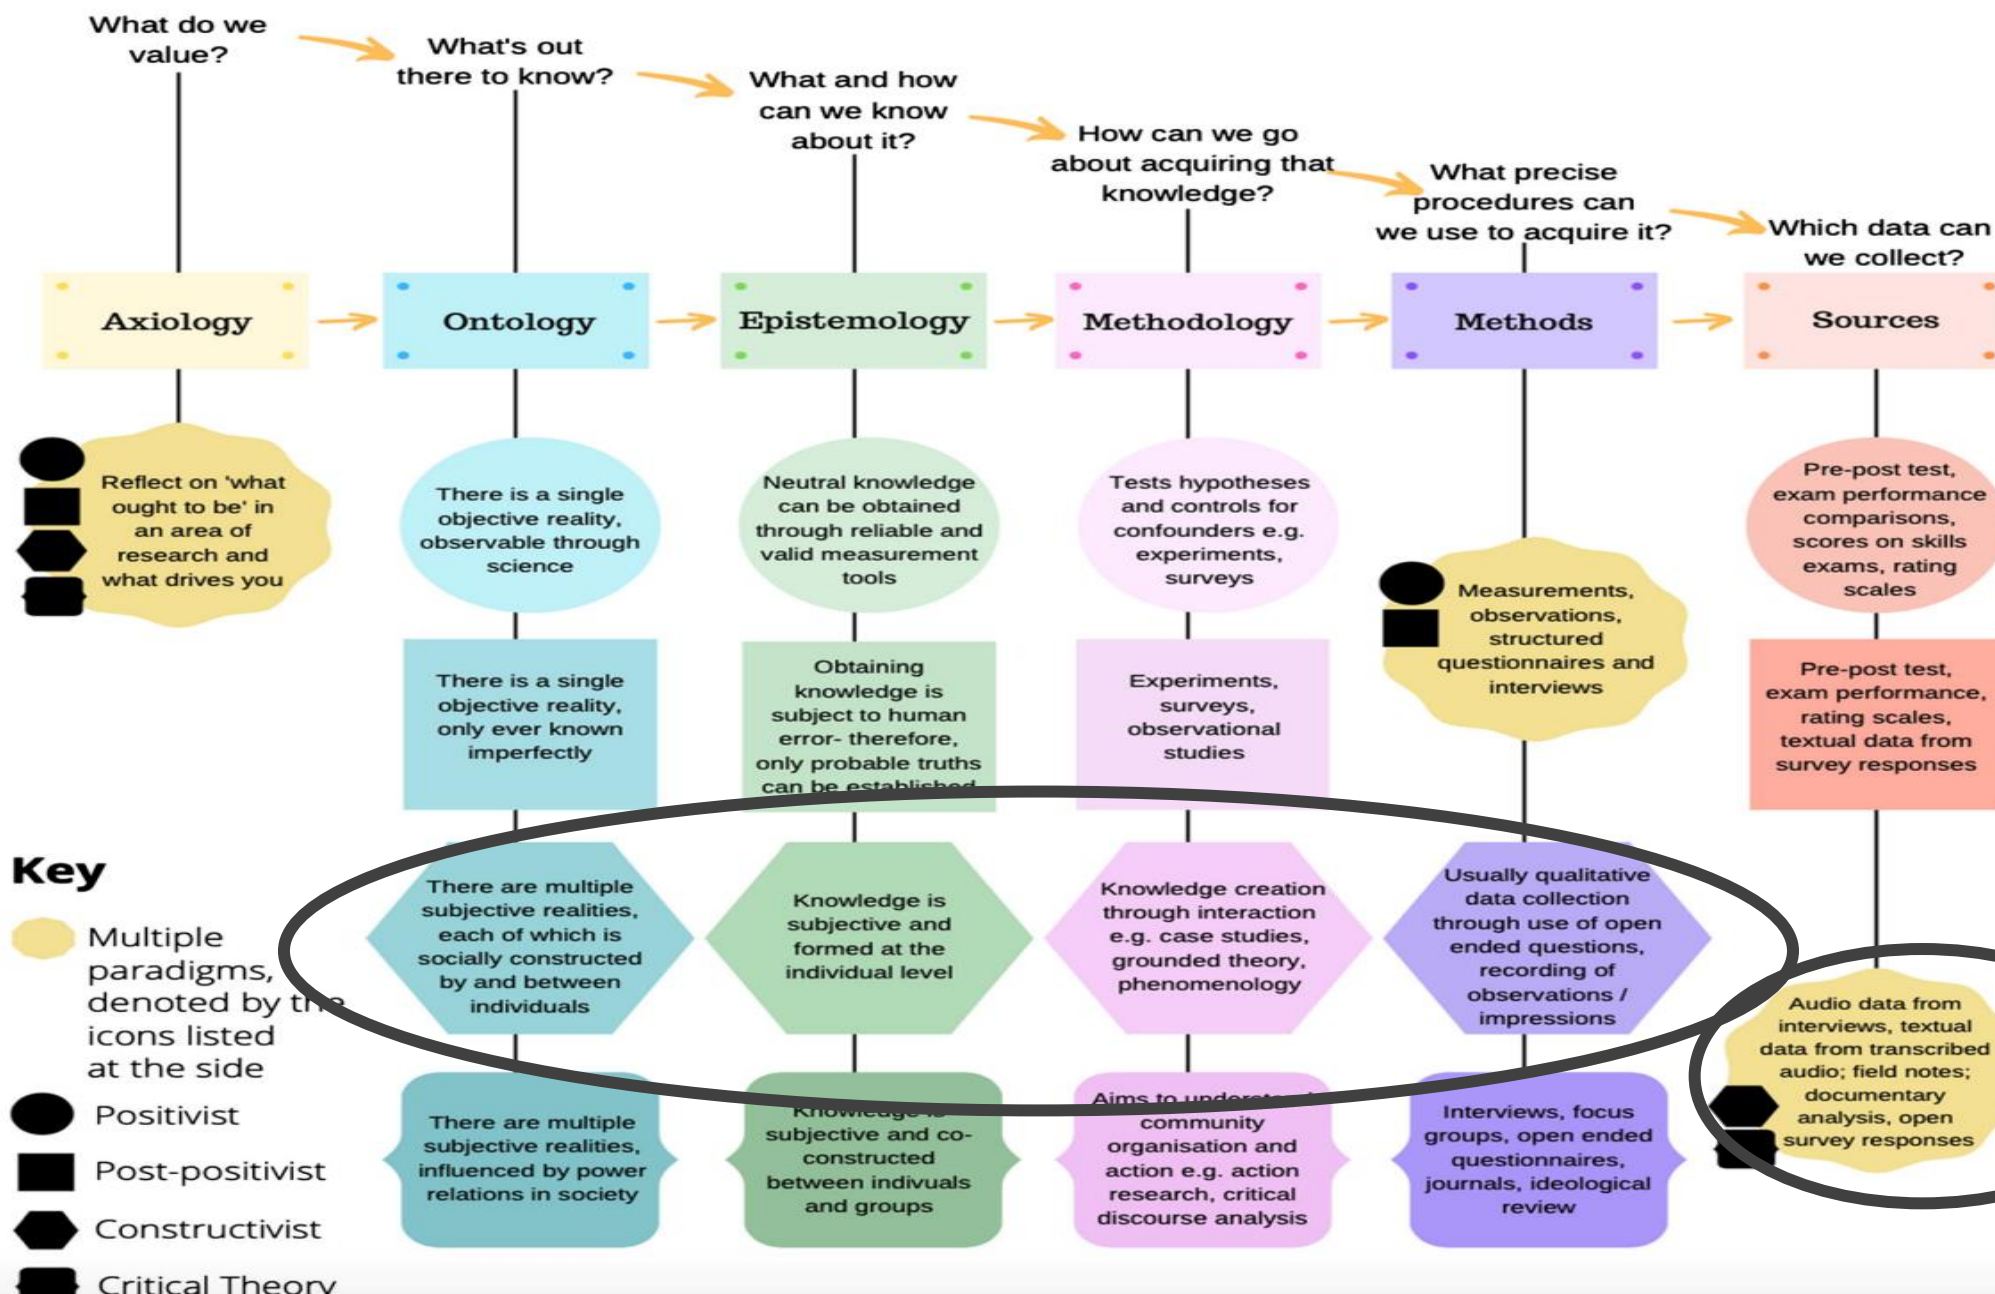 What do we
value?
What's out
there to know?
What and how
can we know
about it?
How can we go
about acquiring that
knowledge?
What precise
procedures can
we use to acquire it?
Which data can
we collect?
Axiology
Ontology
Epistemology
Methodology
Methods
Sources
Reflect on 'what
ought to be' in
an area of
research and
what drives you
There is a single
objective reality,
observable through
science
Neutral knowledge
can be obtained
through reliable and
valid measurement
tools
Tests hypotheses
and controls for
confounders e.g.
experiments,
surveys
Measurements,
observations,
structured
questionnaires and
interviews
Pre-post test,
exam performance
comparisons,
scores on skills
exams, rating
scales
There is a single
objective reality,
only ever known
imperfectly
Obtaining
knowledge is
subject to human
error- therefore,
only probable truths
can be established
Experiments,
surveys,
observational
studies
Pre-post test,
exam performance,
rating scales,
textual data from
survey responses
There are multiple
subjective realities,
each of which is
socially constructed
by and between
individuals
Knowledge is
subjective and
formed at the
individual level
Knowledge creation
through interaction
e.g. case studies,
grounded theory,
phenomenology
Usually qualitative
data collection
through use of open
ended questions,
recording of
observations /
impressions
Audio data from
interviews, textual
data from transcribed
audio; field notes;
documentary
analysis, open
survey responses
There are multiple
subjective realities,
influenced by power
relations in society
Knowledge is
subjective and co-
constructed
between indivuals
and groups
Aims to understand
community
organisation and
action e.g. action
research, critical
discourse analysis
Interviews, focus
groups, open ended
questionnaires,
journals, ideological
review
Key
Multiple
paradigms,
denoted by the
icons listed
at the side
Positivist
Post-positivist
Constructivist
Critical Theory